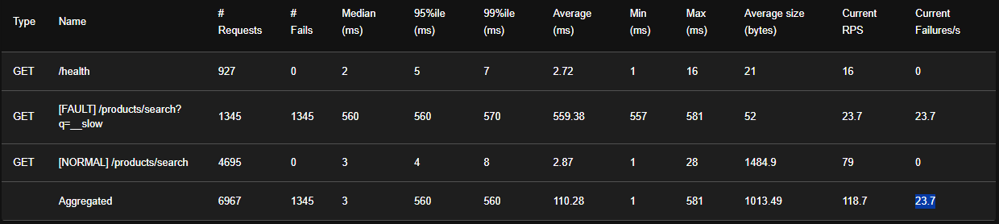 Type Name # Requests # Fails Median (ms) 95%ile (ms) 99%ile (ms) Average (ms) Min (ms) Max (ms) Average size (bytes) Current RPS Current Failures/s
GET /health 927 0 2 5 7 2.72 1 16 21 16 0
GET [FAULT] /products/search?q=__slow 1345 1345 560 560 570 559.38 557 581 52 23.7 23.7
GET [NORMAL] /products/search 4695 0 3 4 8 2.87 1 28 1484.9 79 0
Aggregated 6967 1345 3 560 560 110.28 1 581 1013.49 118.7 23.7